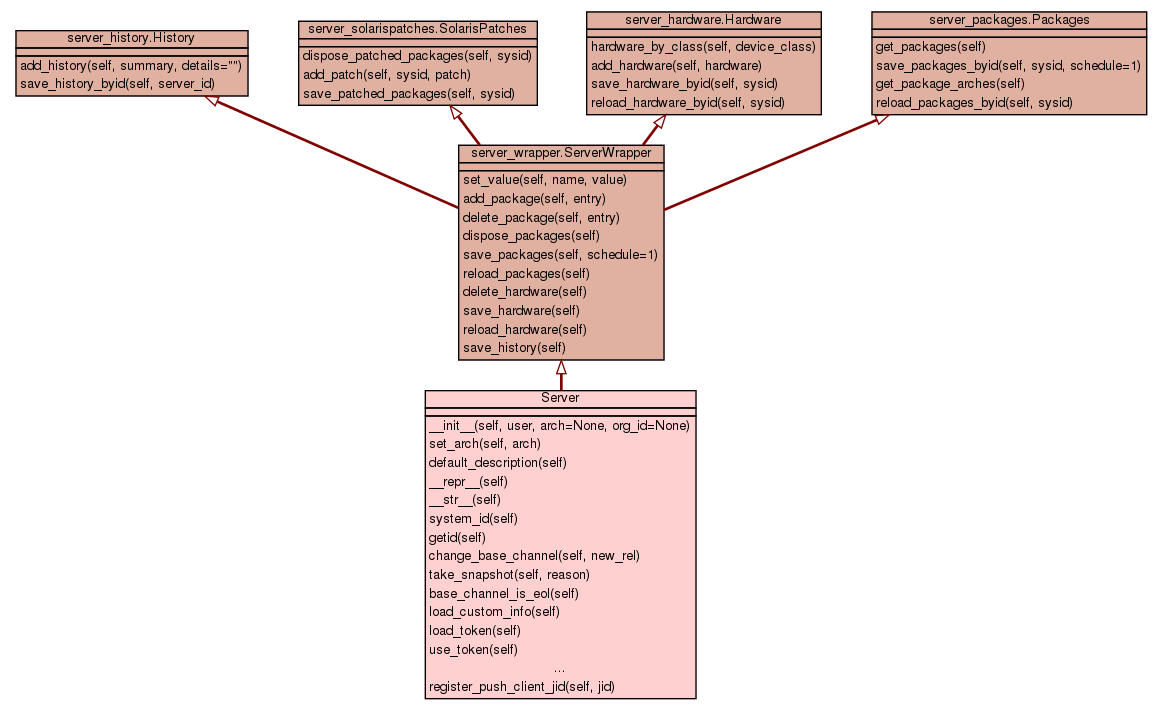 server_history.History
add_history(self, summary, details="")
save_history_byid(self, server_id)
server_solarispatches.SolarisPatches
dispose_patched_packages(self, sysid)
add_patch(self, sysid, patch)
save_patched_packages(self, sysid)
server_hardware.Hardware
hardware_by_class(self, device_class)
add_hardware(self, hardware)
save_hardware_byid(self, sysid)
reload_hardware_byid(self, sysid)
server_packages.Packages
get_packages(self)
save_packages_byid(self, sysid, schedule=1)
get_package_arches(self)
reload_packages_byid(self, sysid)
server_wrapper.ServerWrapper
set_value(self, name, value)
add_package(self, entry)
delete_package(self, entry)
dispose_packages(self)
save_packages(self, schedule=1)
reload_packages(self)
delete_hardware(self)
save_hardware(self)
reload_hardware(self)
save_history(self)
Server
__init__(self, user, arch=None, org_id=None)
set_arch(self, arch)
default_description(self)
__repr__(self)
__str__(self)
system_id(self)
getid(self)
change_base_channel(self, new_rel)
take_snapshot(self, reason)
base_channel_is_eol(self)
load_custom_info(self)
load_token(self)
use_token(self)
...
register_push_client_jid(self, jid)